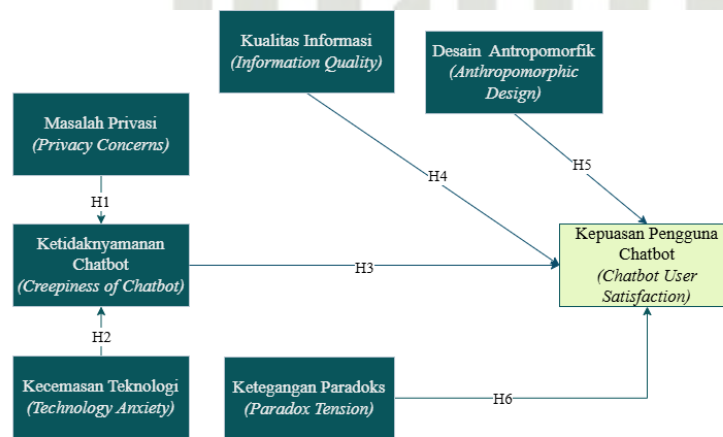 Kualitas Informasi
(Information Quality)
Desain Antropomorfik
(Anthropomorphic
Design)
Masalah Privasi
(Privacy Concerns)
H4
H5
H1
Ketidaknyamanan
Chatbot
(Creepiness of Chatbot)
H3
Kepuasan Pengguna
Chatbot
(Chatbot User
Satisfaction)
H2
Kecemasan Teknologi
(Technology Anxiety)
Ketegangan Paradoks
(Paradox Tension)
H6